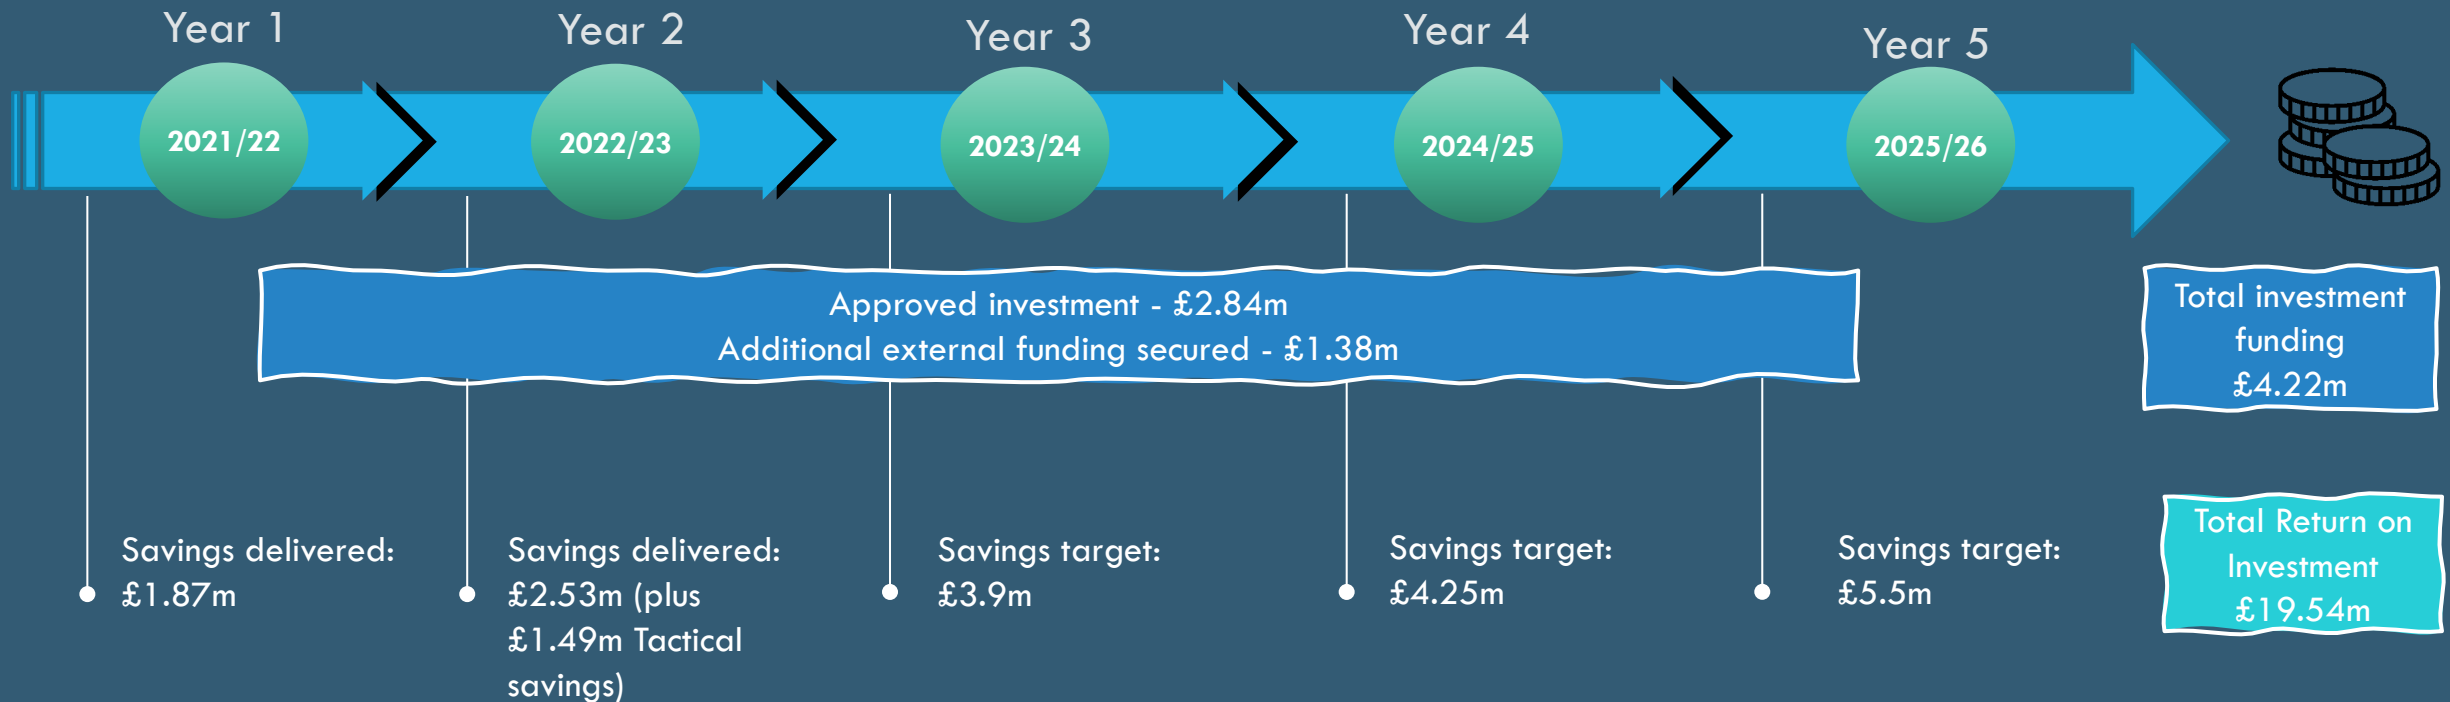 Year 1
Year 2
Year 3
Year 4
Year 5
2021/22
2022/23
2023/24
2024/25
2025/26
Approved investment - £2.84m
Additional external funding secured - £1.38m
Total investment
funding
£4.22m
Savings delivered:
£1.87m
Savings delivered:
£2.53m (plus
£1.49m Tactical
savings)
Savings target:
£3.9m
Savings target:
£4.25m
Savings target:
£5.5m
Total Return on
Investment
£19.54m